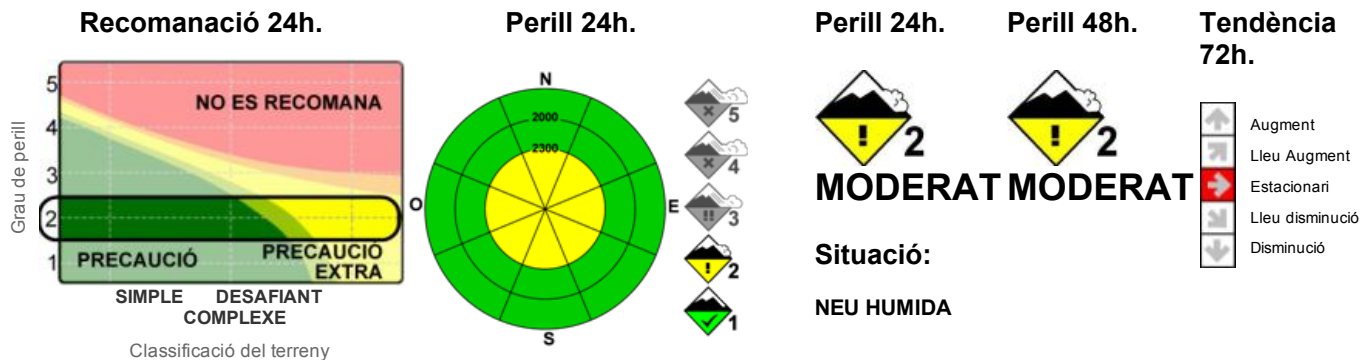 Recomanació 24h.
Grau de perill
5
4
3
2
1
NO ES RECOMANA
PRECAUCIÓ
PRECAUCIÓ
EXTRA
SIMPLE DESAFIANT
COMPLEXE
Classificació del terreny
Perill 24h.
N
2000
2300
O
E
S
5
4
!! 3
! 2
1
Perill 24h.
! 2
MODERAT
Perill 48h.
! 2
MODERAT
Situació:
NEU HUMIDA
Tendència
72h.
Augment
Lleu Augment
Estacionari
Lleu disminució
Disminució